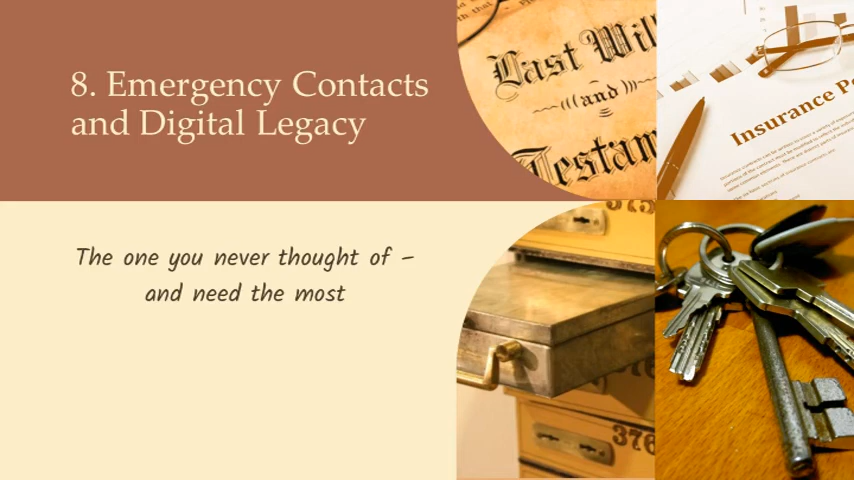 8. Emergency Contacts
and Digital Legacy
The one you never thought of –
and need the most
Last Will
and
Insurance
375
376